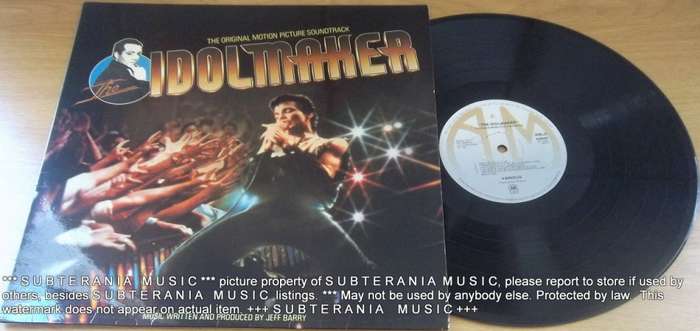 THE ORIGINAL MOTION PICTURE SOUNDTRACK
The
IDOLMAKER
A&M
THE IDOLMAKER
VARIOUS
*** S U B T E R A N I A   M U S I C *** picture property of S U B T E R A N I A M U S I C, please report to store if used by
others, besides S U B T E R A N I A   M U S I C  listings. *** May not be used by anybody else. Protected by law.  This
watermark does not appear on actual item. +++ S U B T E R A N I A   M U S I C +++
MUSIC WRITTEN AND PRODUCED BY JEFF BARRY